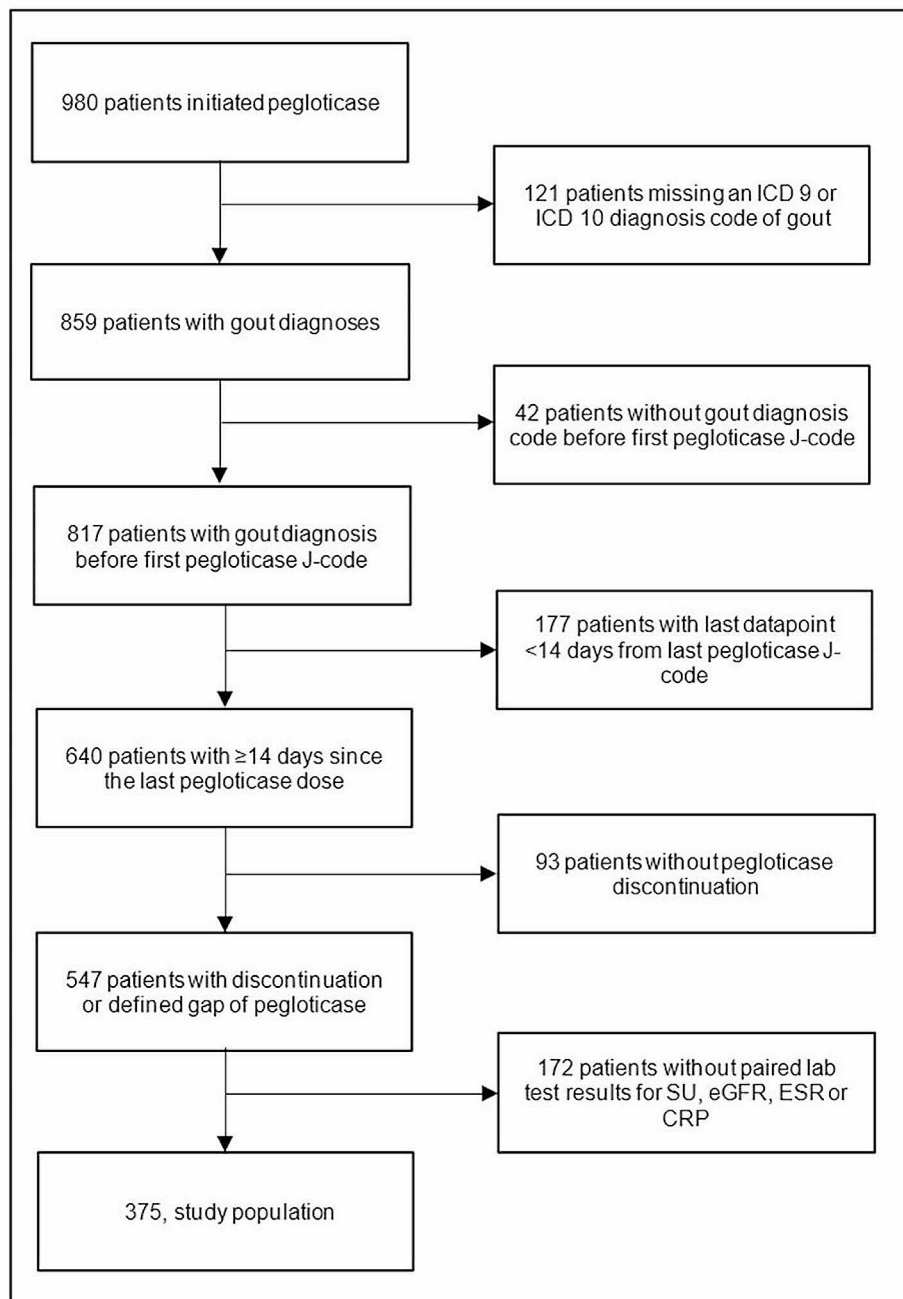 980 patients initiated pegloticase
121 patients missing an ICD 9 or
ICD 10 diagnosis code of gout
859 patients with gout diagnoses
42 patients without gout diagnosis
code before first pegloticase J-code
817 patients with gout diagnosis
before first pegloticase J-code
177 patients with last datapoint
<14 days from last pegloticase J-
code
640 patients with ≥14 days since
the last pegloticase dose
93 patients without pegloticase
discontinuation
547 patients with discontinuation
or defined gap of pegloticase
172 patients without paired lab
test results for SU, eGFR, ESR or
CRP
375, study population